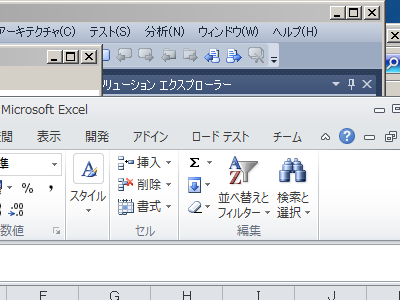 アーキテクチャ(C) テスト(S) 分析(N) ウィンドウ(W) ヘルプ(H)
リューション エクスプローラー
Microsoft Excel
閲 表示 開発 アドイン ロード テスト チーム
準 挿入 Σ
% , スタイル 削除 並べ替えと 検索と
.00 .0 書式 フィルター 選択
数値 セル 編集
F G H I J